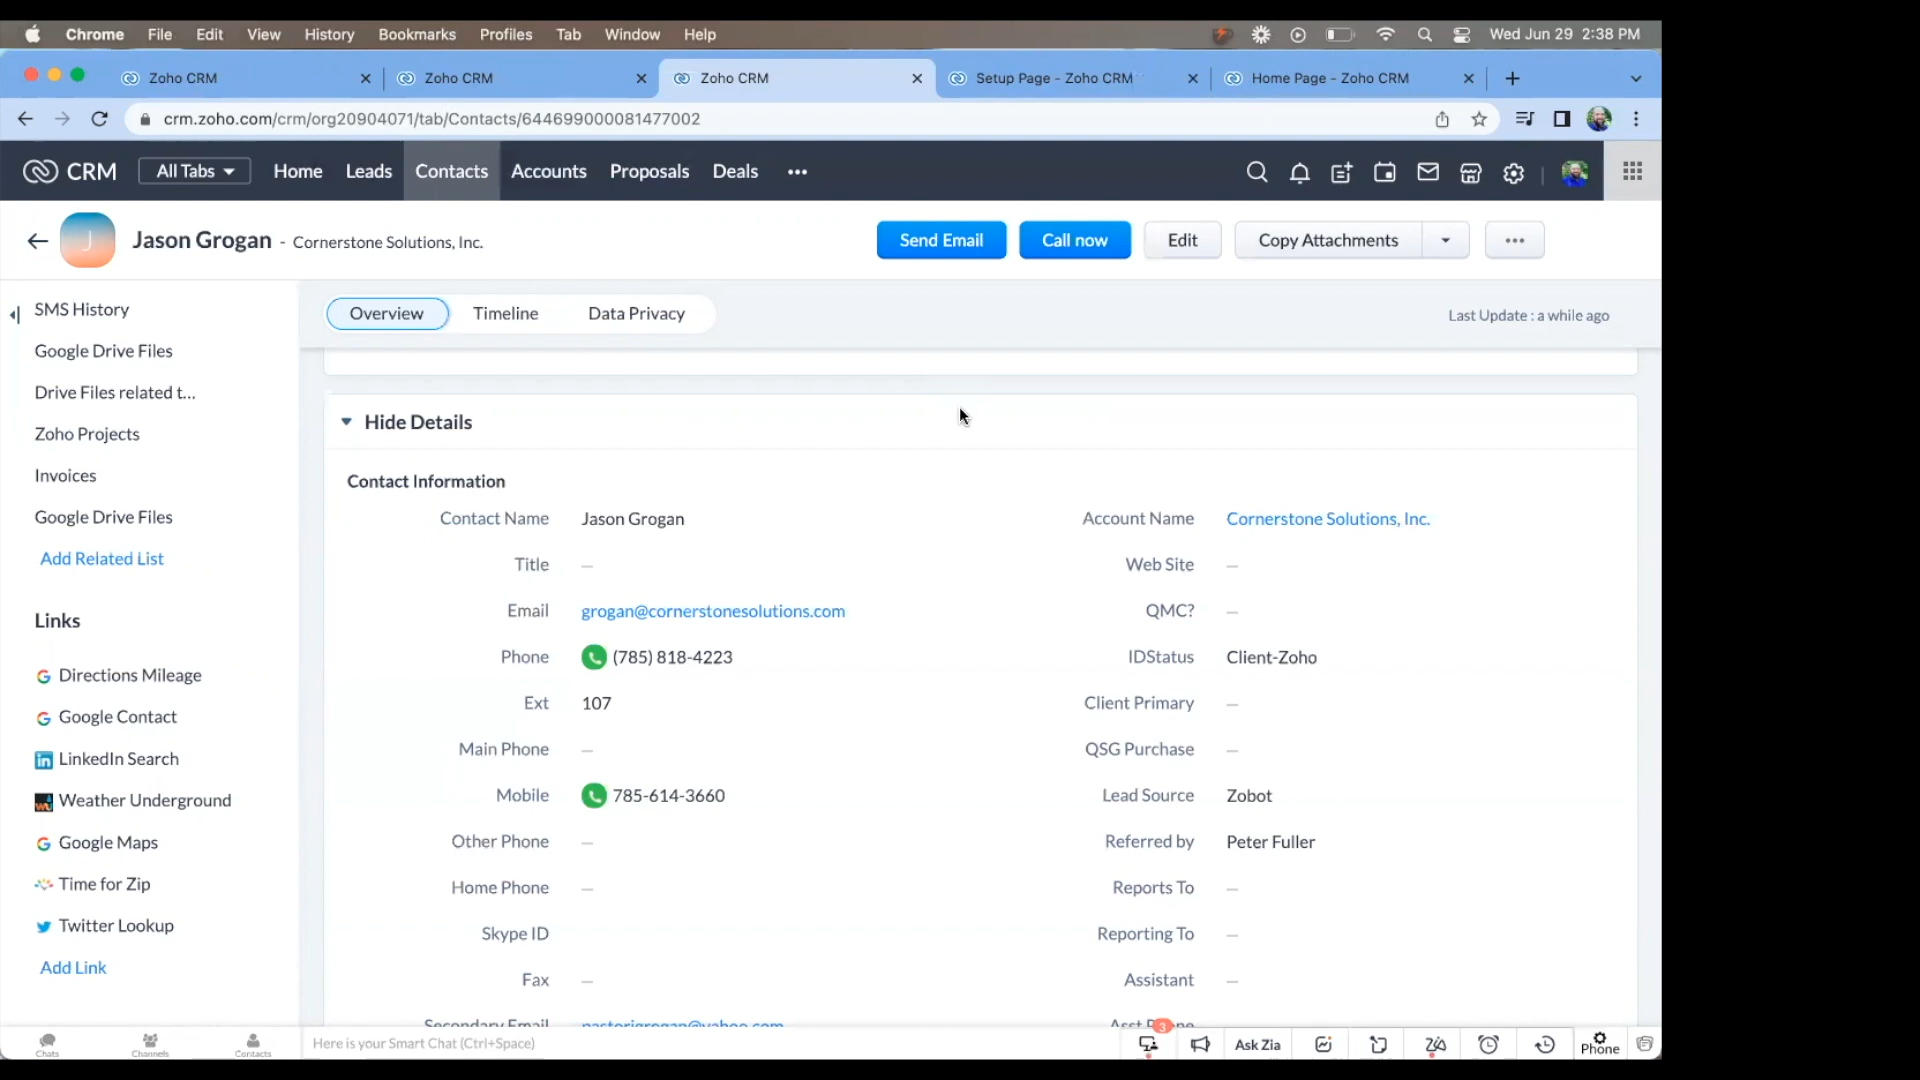 Chrome File Edit View History Bookmarks Profiles Tab Window Help Wed Jun 29 2:38 PM
Zoho CRM Zoho CRM Zoho CRM Setup Page - Zoho CRM Home Page - Zoho CRM
crm.zoho.com/crm/org20904071/tab/Contacts/644699000081477002
CRM All Tabs Home Leads Contacts Accounts Proposals Deals
J Jason Grogan - Cornerstone Solutions, Inc. Send Email Call now Edit Copy Attachments
SMS History
Google Drive Files
Drive Files related t...
Zoho Projects
Invoices
Google Drive Files
Add Related List
Links
Directions Mileage
Google Contact
LinkedIn Search
Weather Underground
Google Maps
Time for Zip
Twitter Lookup
Add Link
Overview Timeline Data Privacy Last Update : a while ago
Hide Details
Contact Information
Contact Name Jason Grogan Account Name Cornerstone Solutions, Inc.
Title — Web Site —
Email grogan@cornerstonesolutions.com QMC? —
Phone (785) 818-4223 IDStatus Client-Zoho
Ext 107 Client Primary —
Main Phone — QSG Purchase —
Mobile 785-614-3660 Lead Source Zobot
Other Phone — Referred by Peter Fuller
Home Phone — Reports To —
Skype ID Reporting To —
Fax — Assistant —
Secondary Email pastorjgrogan@yahoo.com Asst Phone
Chats Channels Contacts Here is your Smart Chat (Ctrl+Space) 3 Ask Zia Phone